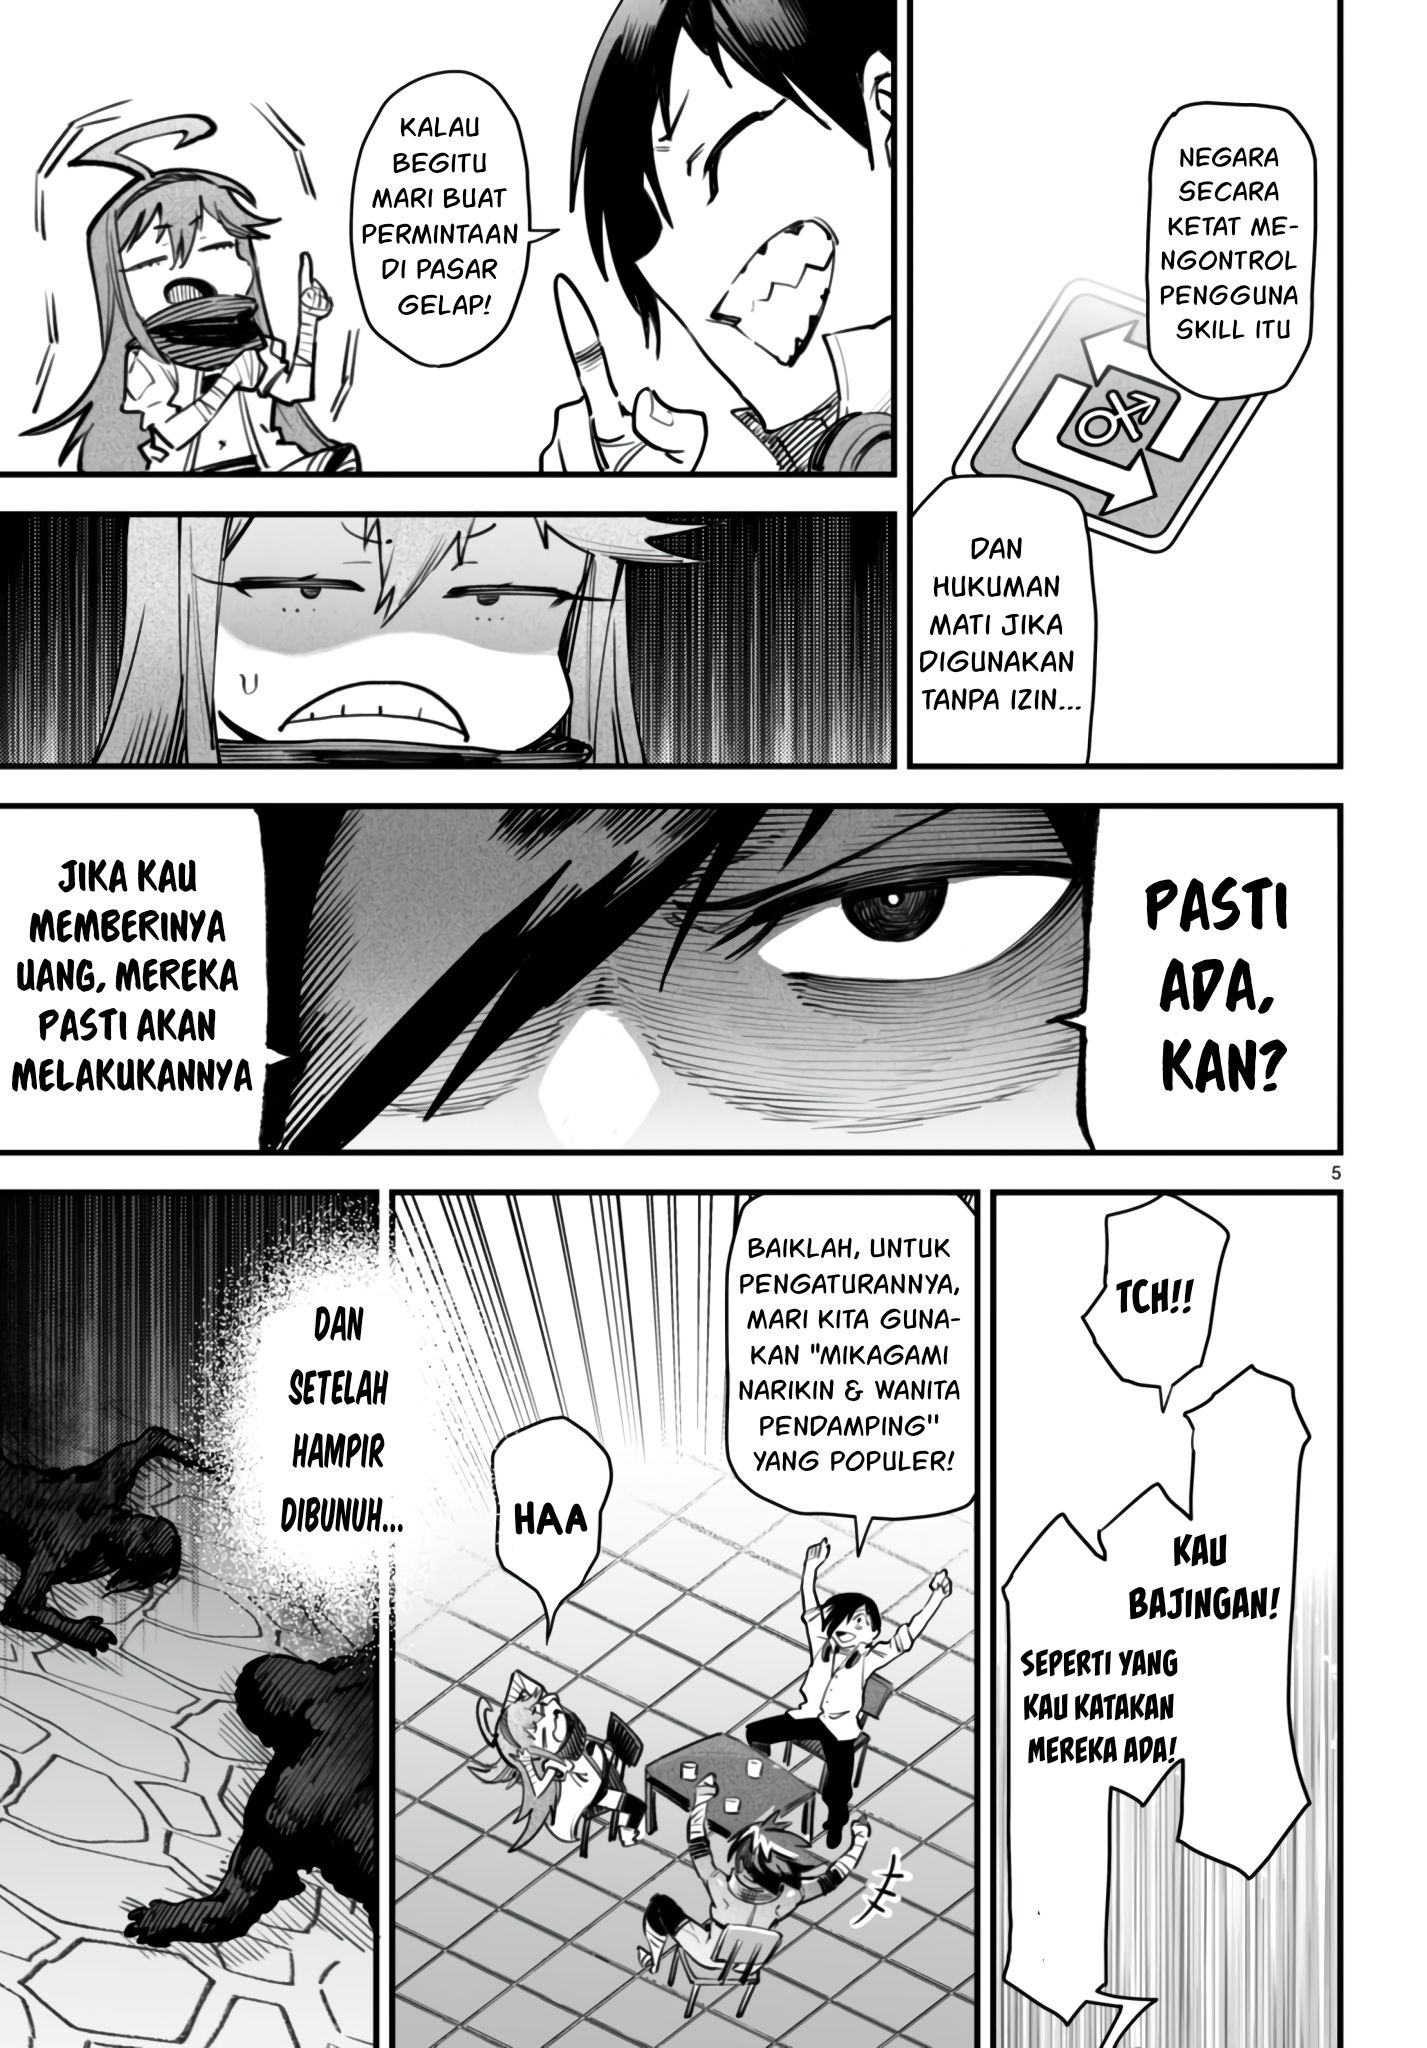 NEGARA
SECARA
KETAT ME-
NGONTROL
PENGGUNA
SKILL ITU
DAN
HUKUMAN
MATI JIKA
DIGUNAKAN
TANPA IZIN...
KALAU
BEGITU
MARI BUAT
PERMINTAAN
DI PASAR
GELAP!
PASTI
ADA,
KAN?
JIKA KAU
MEMBERINYA
UANG, MEREKA
PASTI AKAN
MELAKUKANNYA
5
TCH!!
KAU
BAJINGAN!
SEPERTI YANG
KAU KATAKAN
MEREKA ADA!
BAIKLAH, UNTUK
PENGATURANNYA,
MARI KITA GUNA-
KAN "MIKAGAMI
NARIKIN & WANITA
PENDAMPING"
YANG POPULER!
HAA
DAN
SETELAH
HAMPIR
DIBUNUH...